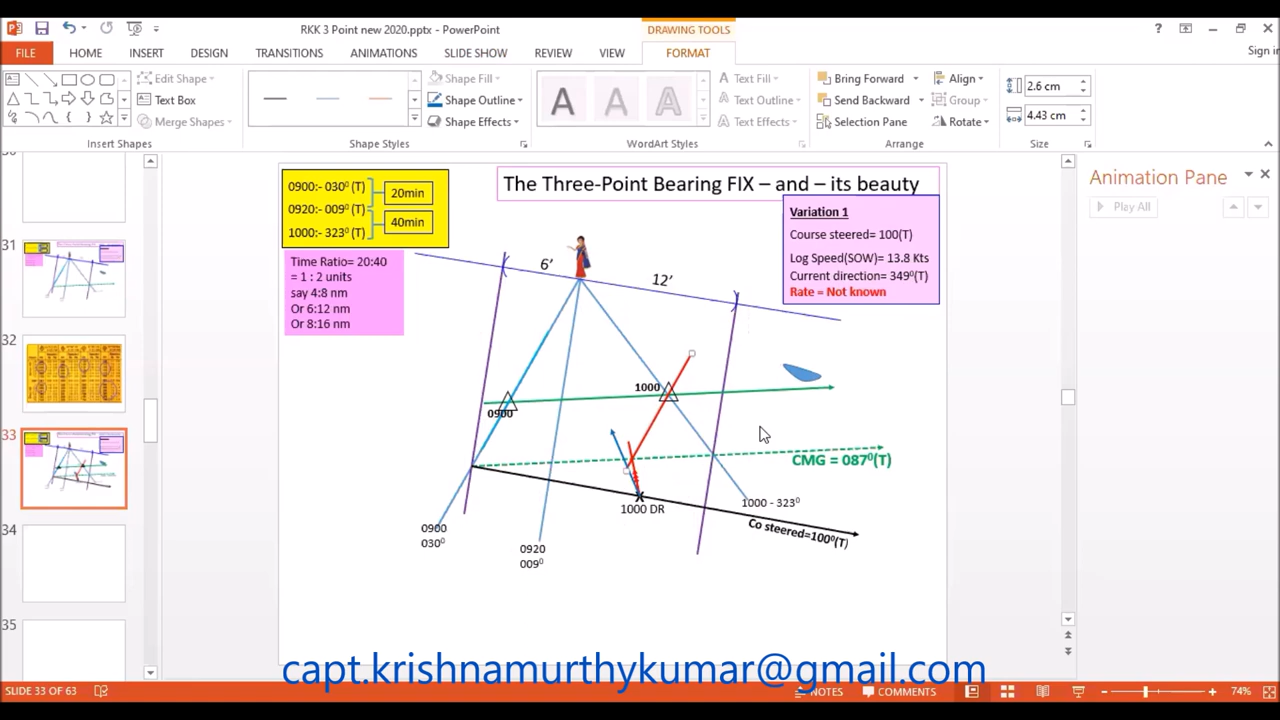 RKK 3 Point new 2020.pptx - PowerPoint
DRAWING TOOLS
?
FILE
HOME
INSERT
DESIGN
TRANSITIONS
ANIMATIONS
SLIDE SHOW
REVIEW
VIEW
FORMAT
Sign in
Edit Shape
Text Box
Merge Shapes
Shape Fill
Shape Outline
Shape Effects
A A A
Text Fill
Text Outline
Text Effects
Bring Forward
Send Backward
Selection Pane
Align
Group
Rotate
2.6 cm
4.43 cm
Insert Shapes
Shape Styles
WordArt Styles
Arrange
Size
31
32
33
34
35
0900:- 030⁰ (T)
0920:- 009⁰ (T)
1000:- 323⁰ (T)
20min
40min
Time Ratio= 20:40
= 1 : 2 units
say 4:8 nm
Or 6:12 nm
Or 8:16 nm
The Three-Point Bearing FIX – and – its beauty
Variation 1
Course steered= 100(T)
Log Speed(SOW)= 13.8 Kts
Current direction= 349⁰(T)
Rate = Not known
6’
12’
1000
0900
CMG = 087⁰(T)
1000 - 323⁰
1000 DR
Co steered=100⁰(T)
0900
030⁰
0920
009⁰
Animation Pane
Play All
capt.krishnamurthykumar@gmail.com
SLIDE 33 OF 63
NOTES
COMMENTS
74%